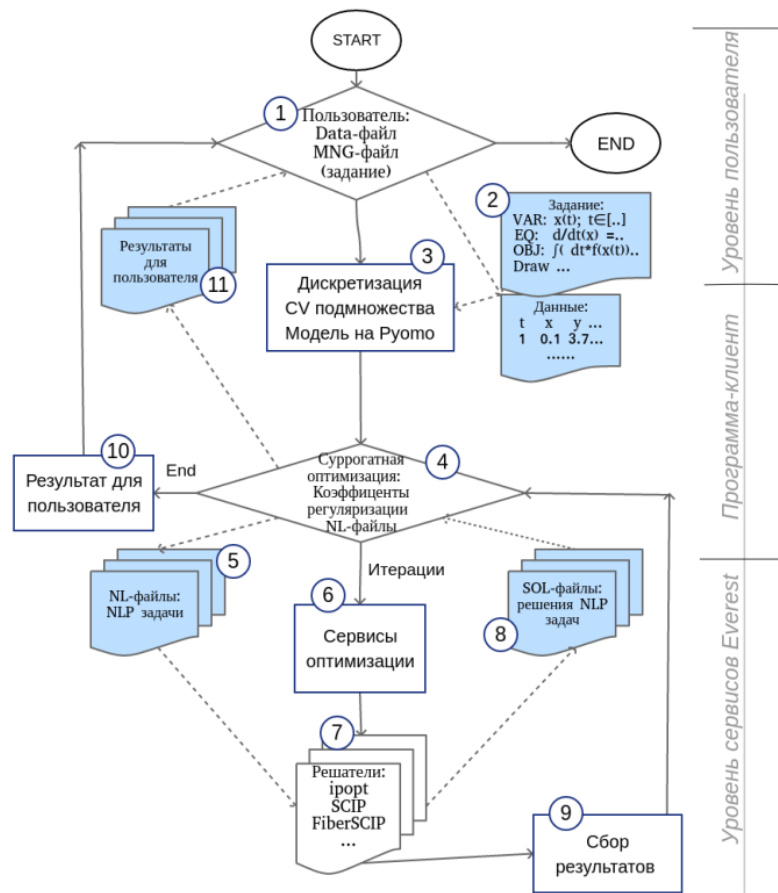 START
1
Пользователь:
Data-файл
MNG-файл
(задание)
END
2
Задание:
VAR: x(t); t∈[..]
EQ: d/dt(x) =..
OBJ: ∫( dt*f(x(t))..
Draw ...
Данные:
t x y ...
1 0.1 3.7...
......
Результаты
для
пользователя
11
3
Дискретизация
CV подмножества
Модель на Pyomo
4
Суррогатная
оптимизация:
Коэффиценты
регуляризации
NL-файлы
End
10
Результат для
пользователя
Итерации
5
NL-файлы:
NLP задачи
6
Сервисы
оптимизации
SOL-файлы:
решения NLP
задач
8
7
Решатели:
ipopt
SCIP
FiberSCIP
...
9
Сбор
результатов
Уровень пользователя
Программа-клиент
Уровень сервисов Everest